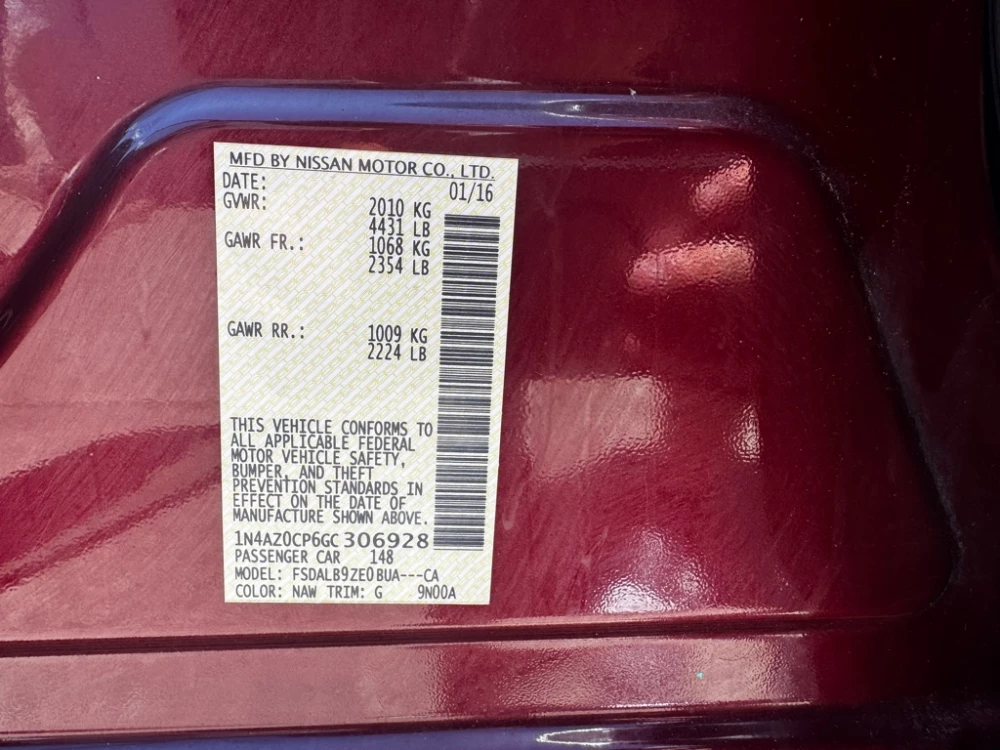 MFD BY NISSAN MOTOR CO., LTD.
DATE: 01/16
GVWR: 2010 KG
4431 LB
GAWR FR.: 1068 KG
2354 LB
GAWR RR.: 1009 KG
2224 LB
THIS VEHICLE CONFORMS TO
ALL APPLICABLE FEDERAL
MOTOR VEHICLE SAFETY,
BUMPER, AND THEFT
PREVENTION STANDARDS IN
EFFECT ON THE DATE OF
MANUFACTURE SHOWN ABOVE.
1N4AZ0CP6GC306928
PASSENGER CAR 148
MODEL: FSDALB9ZE0BUA---CA
COLOR: NAW TRIM: G 9N00A